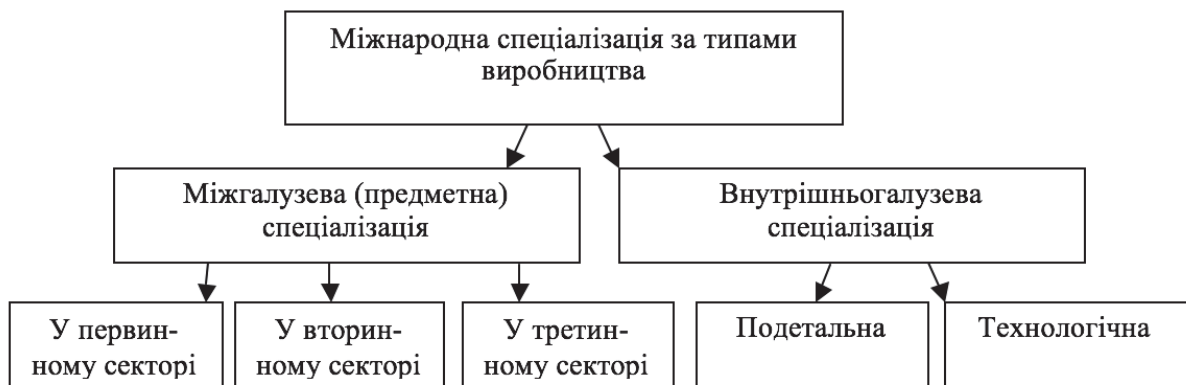 Міжнародна спеціалізація за типами
виробництва
Міжгалузева (предметна)
спеціалізація
Внутрішньогалузева
спеціалізація
У первин-
ному секторі
У вторин-
ному секторі
У третин-
ному секторі
Подетальна
Технологічна